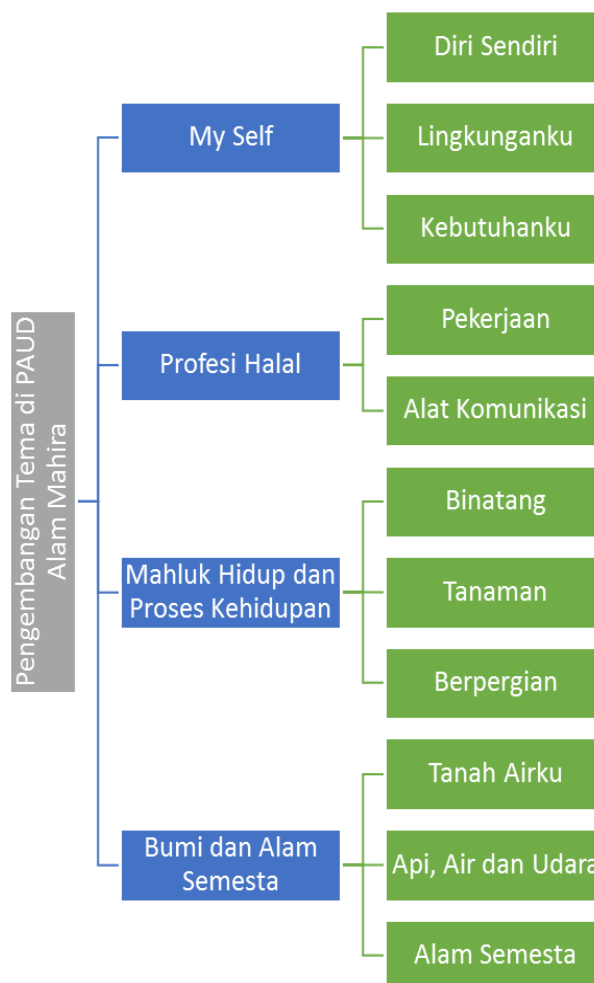 Pengembangan Tema di PAUD
Alam Mahira
My Self
Diri Sendiri
Lingkunganku
Kebutuhanku
Profesi Halal
Pekerjaan
Alat Komunikasi
Mahluk Hidup dan
Proses Kehidupan
Binatang
Tanaman
Berpergian
Bumi dan Alam
Semesta
Tanah Airku
Api, Air dan Udara
Alam Semesta